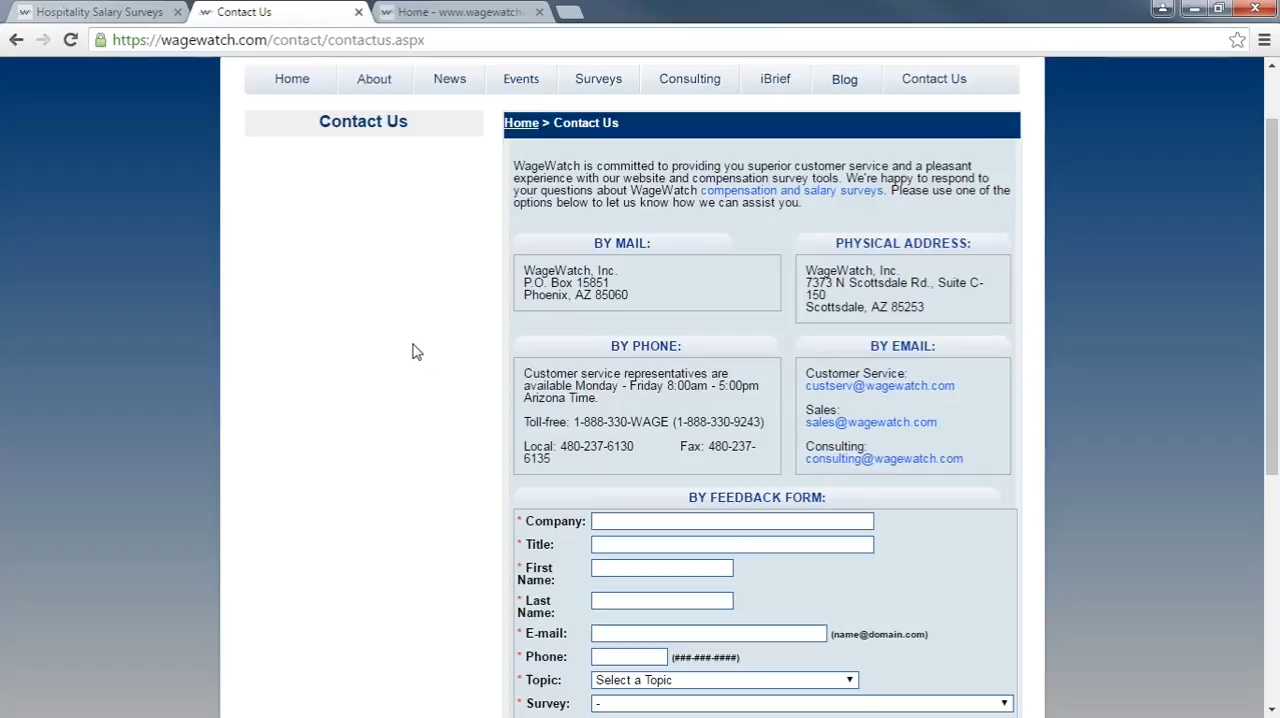 Hospitality Salary Surveys
Contact Us
Home - www.wagewatch.
https://wagewatch.com/contact/contactus.aspx
Home About News Events Surveys Consulting iBrief Blog Contact Us
Contact Us
Home > Contact Us
WageWatch is committed to providing you superior customer service and a pleasant
experience with our website and compensation survey tools. We're happy to respond to
your questions about WageWatch compensation and salary surveys. Please use one of the
options below to let us know how we can assist you.
BY MAIL:
WageWatch, Inc.
P.O. Box 15851
Phoenix, AZ 85060
PHYSICAL ADDRESS:
WageWatch, Inc.
7373 N Scottsdale Rd., Suite C-
150
Scottsdale, AZ 85253
BY PHONE:
Customer service representatives are
available Monday - Friday 8:00am - 5:00pm
Arizona Time.
Toll-free: 1-888-330-WAGE (1-888-330-9243)
Local: 480-237-6130 Fax: 480-237-
6135
BY EMAIL:
Customer Service:
custserv@wagewatch.com
Sales:
sales@wagewatch.com
Consulting:
consulting@wagewatch.com
BY FEEDBACK FORM:
* Company:
* Title:
* First
Name:
* Last
Name:
* E-mail: (name@domain.com)
* Phone: (###-###-####)
* Topic: Select a Topic
* Survey: -